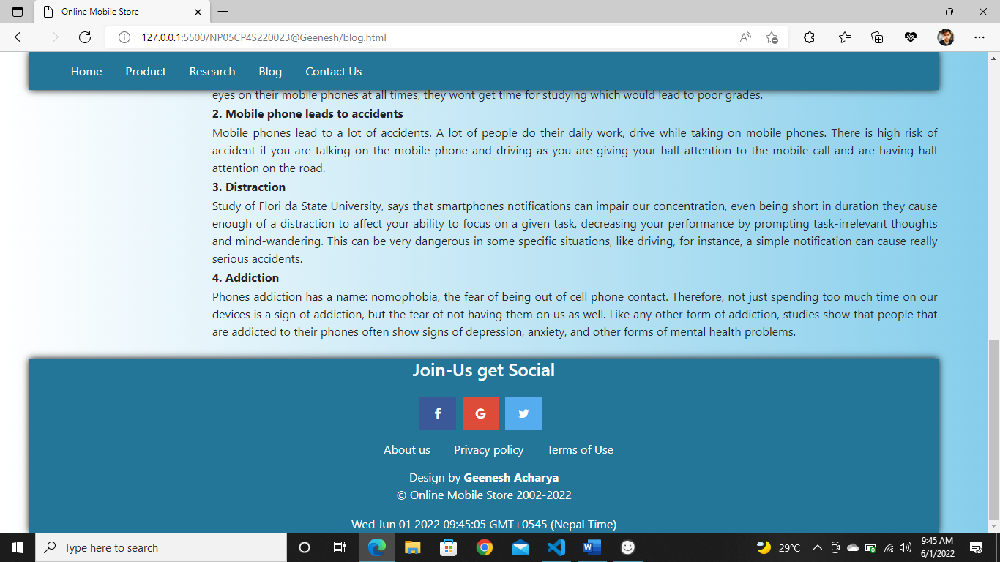 Online Mobile Store
127.0.0.1:5500/NP05CP4S220023@Geenesh/blog.html
Home Product Research Blog Contact Us
eyes on their mobile phones at all times, they wont get time for studying which would lead to poor grades.
2. Mobile phone leads to accidents
Mobile phones lead to a lot of accidents. A lot of people do their daily work, drive while taking on mobile phones. There is high risk of
accident if you are talking on the mobile phone and driving as you are giving your half attention to the mobile call and are having half
attention on the road.
3. Distraction
Study of Flori da State University, says that smartphones notifications can impair our concentration, even being short in duration they cause
enough of a distraction to affect your ability to focus on a given task, decreasing your performance by prompting task-irrelevant thoughts
and mind-wandering. This can be very dangerous in some specific situations, like driving, for instance, a simple notification can cause really
serious accidents.
4. Addiction
Phones addiction has a name: nomophobia, the fear of being out of cell phone contact. Therefore, not just spending too much time on our
devices is a sign of addiction, but the fear of not having them on us as well. Like any other form of addiction, studies show that people that
are addicted to their phones often show signs of depression, anxiety, and other forms of mental health problems.
Join-Us get Social
f G
About us Privacy policy Terms of Use
Design by Geenesh Acharya
© Online Mobile Store 2002-2022
Wed Jun 01 2022 09:45:05 GMT+0545 (Nepal Time)
Type here to search
29°C
9:45 AM
6/1/2022